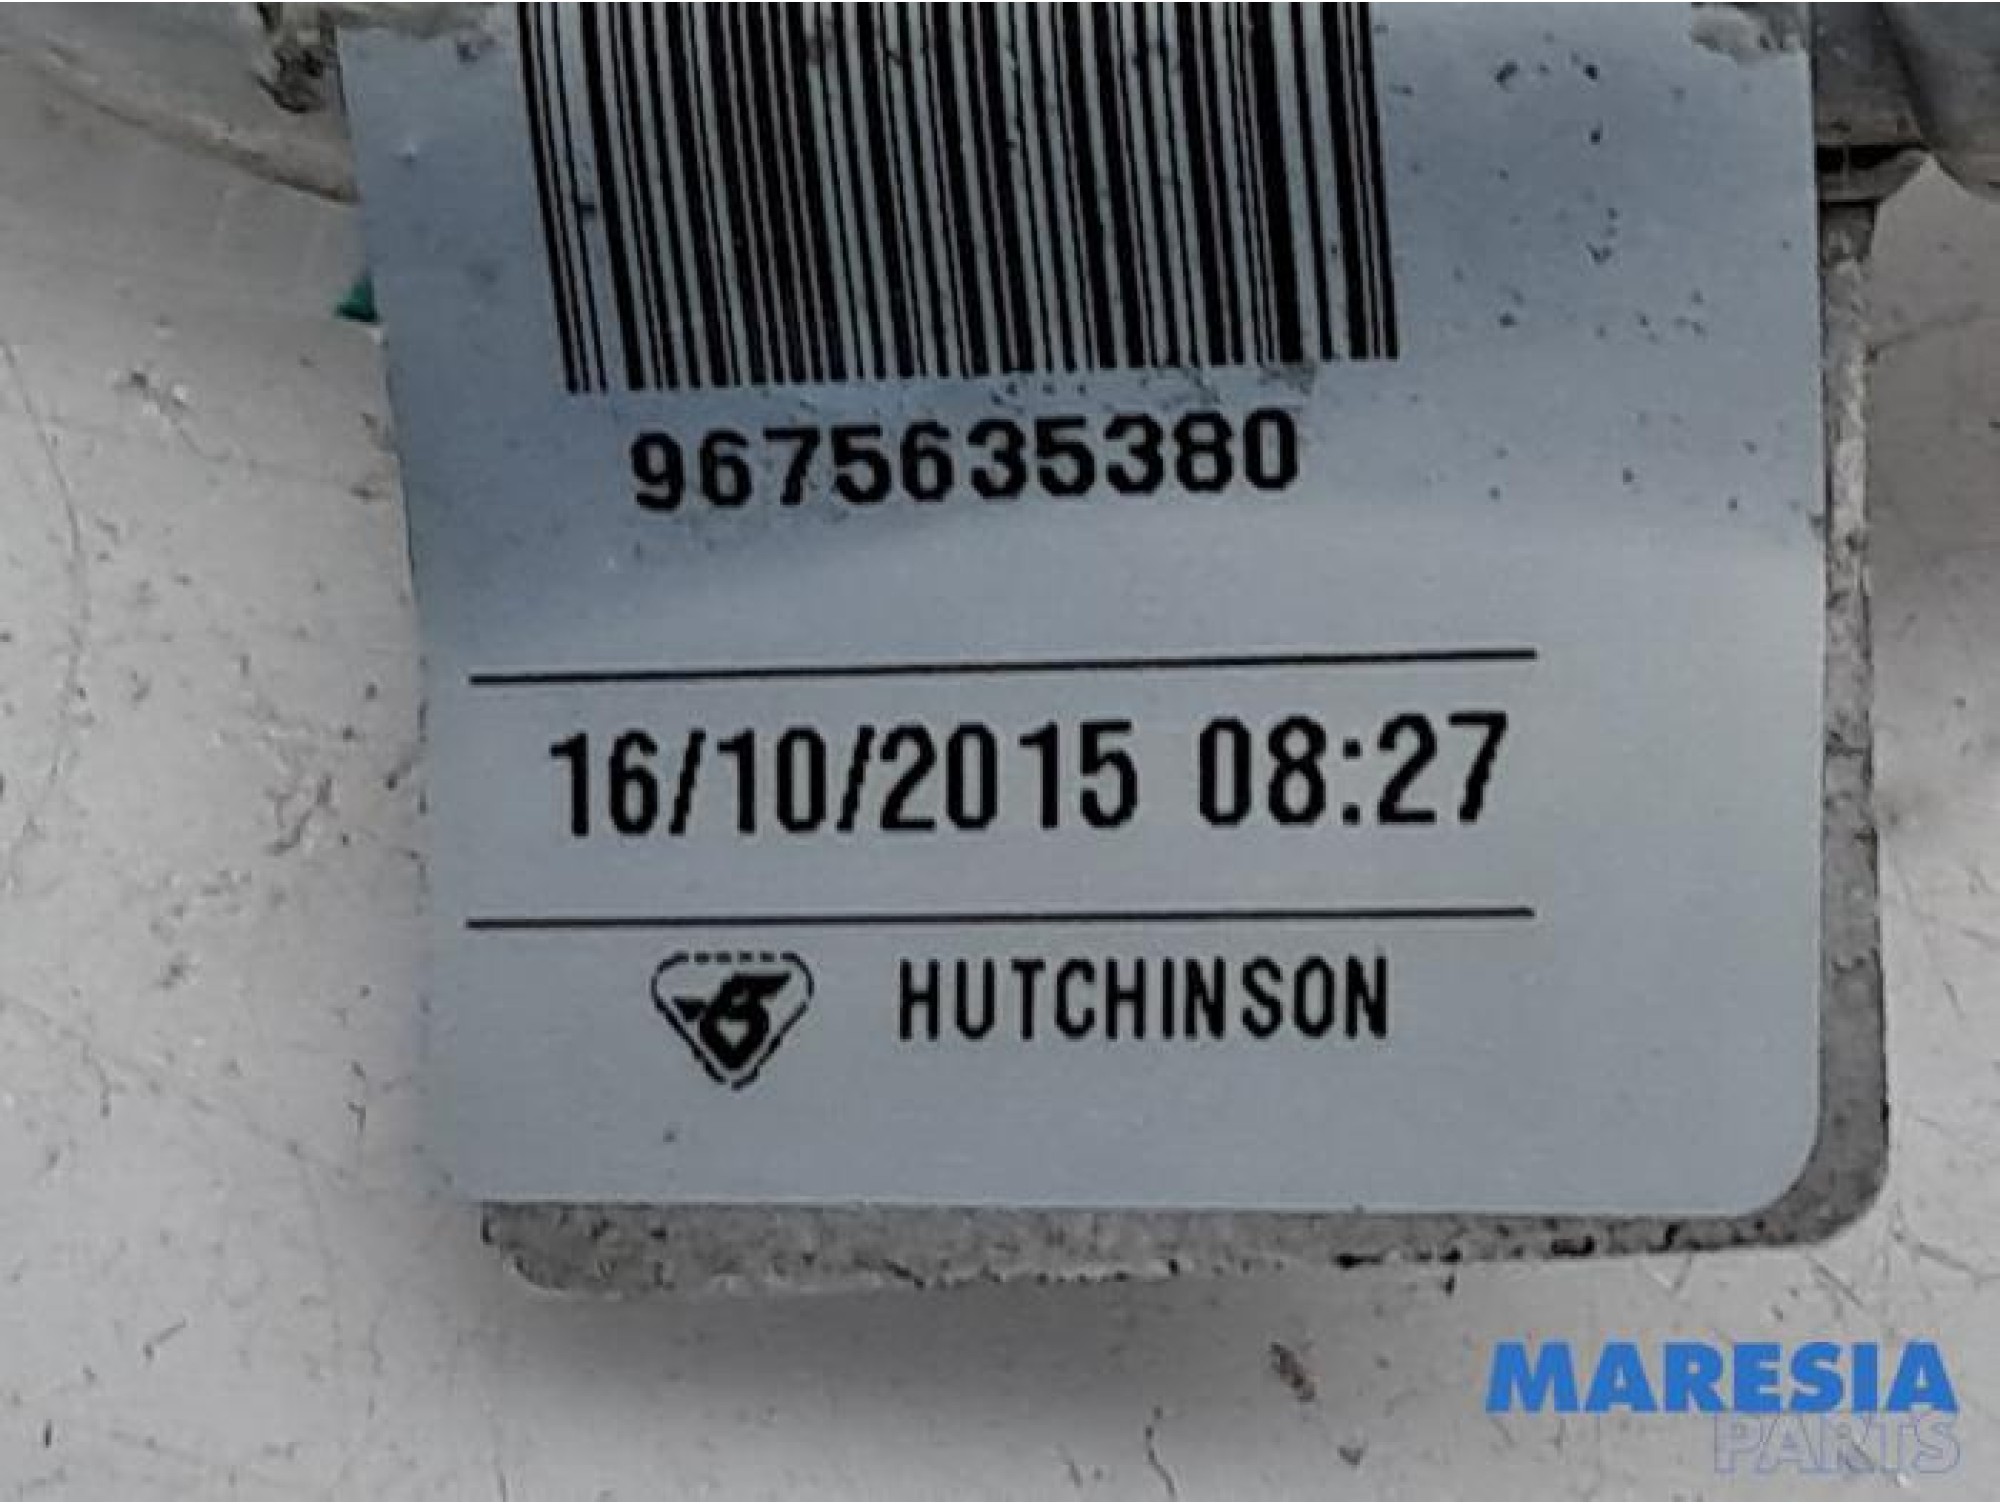 9675635380
16/10/2015 08:27
HUTCHINSON
MARESIA
PARTS